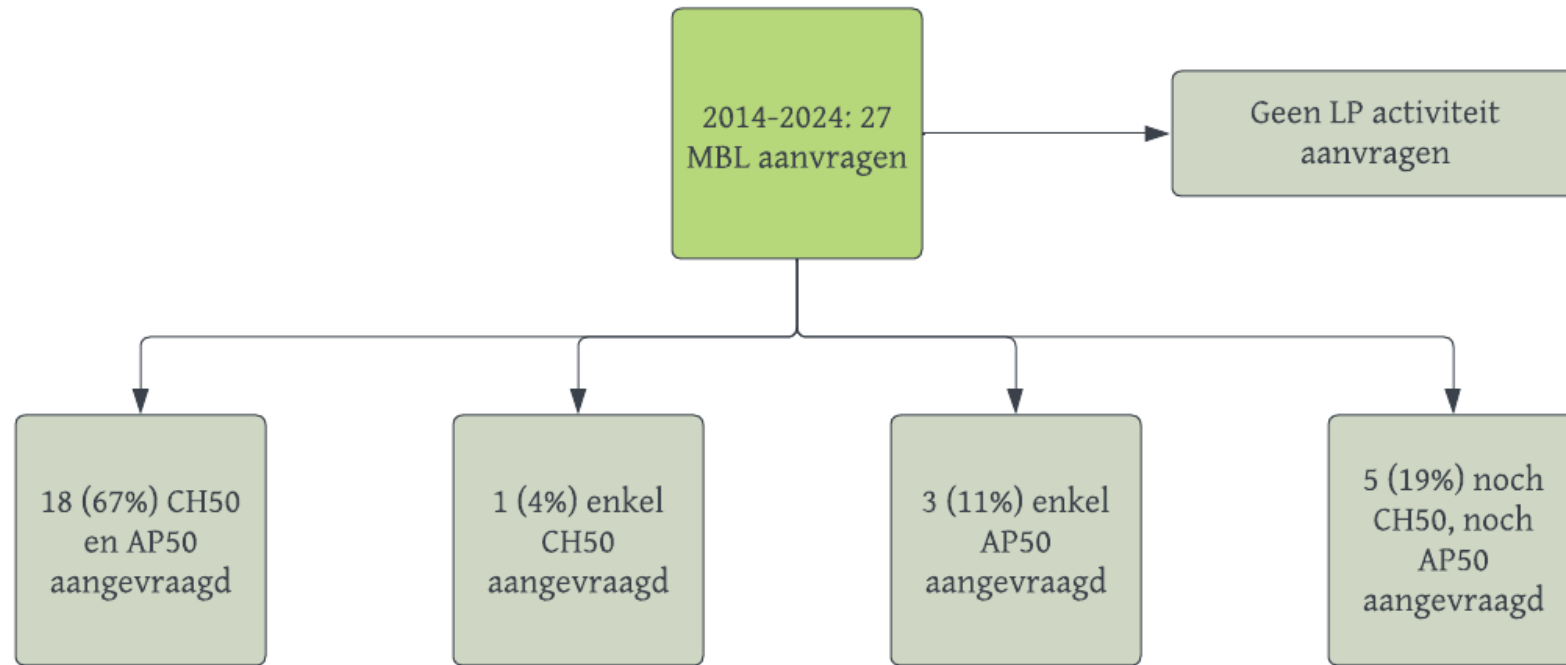 2014-2024: 27
MBL aanvragen
Geen LP activiteit
aanvragen
18 (67%) CH50
en AP50
aangevraagd
1 (4%) enkel
CH50
aangevraagd
3 (11%) enkel
AP50
aangevraagd
5 (19%) noch
CH50, noch
AP50
aangevraagd